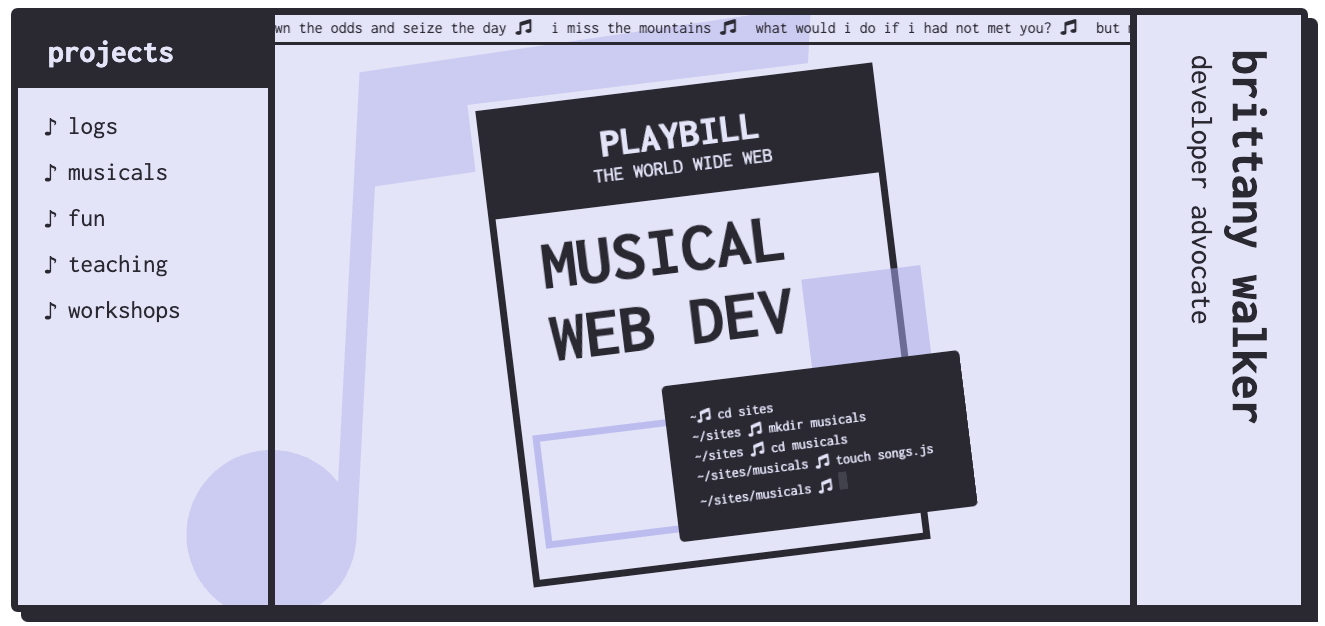 projects
♪ logs
♪ musicals
♪ fun
♪ teaching
♪ workshops
wn the odds and seize the day 🎵 i miss the mountains 🎵 what would i do if i had not met you? 🎵 but
PLAYBILL
THE WORLD WIDE WEB
MUSICAL
WEB DEV
~🎵 cd sites
~/sites 🎵 mkdir musicals
~/sites 🎵 cd musicals
~/sites/musicals 🎵 touch songs.js
~/sites/musicals 🎵
brittany walker
developer advocate